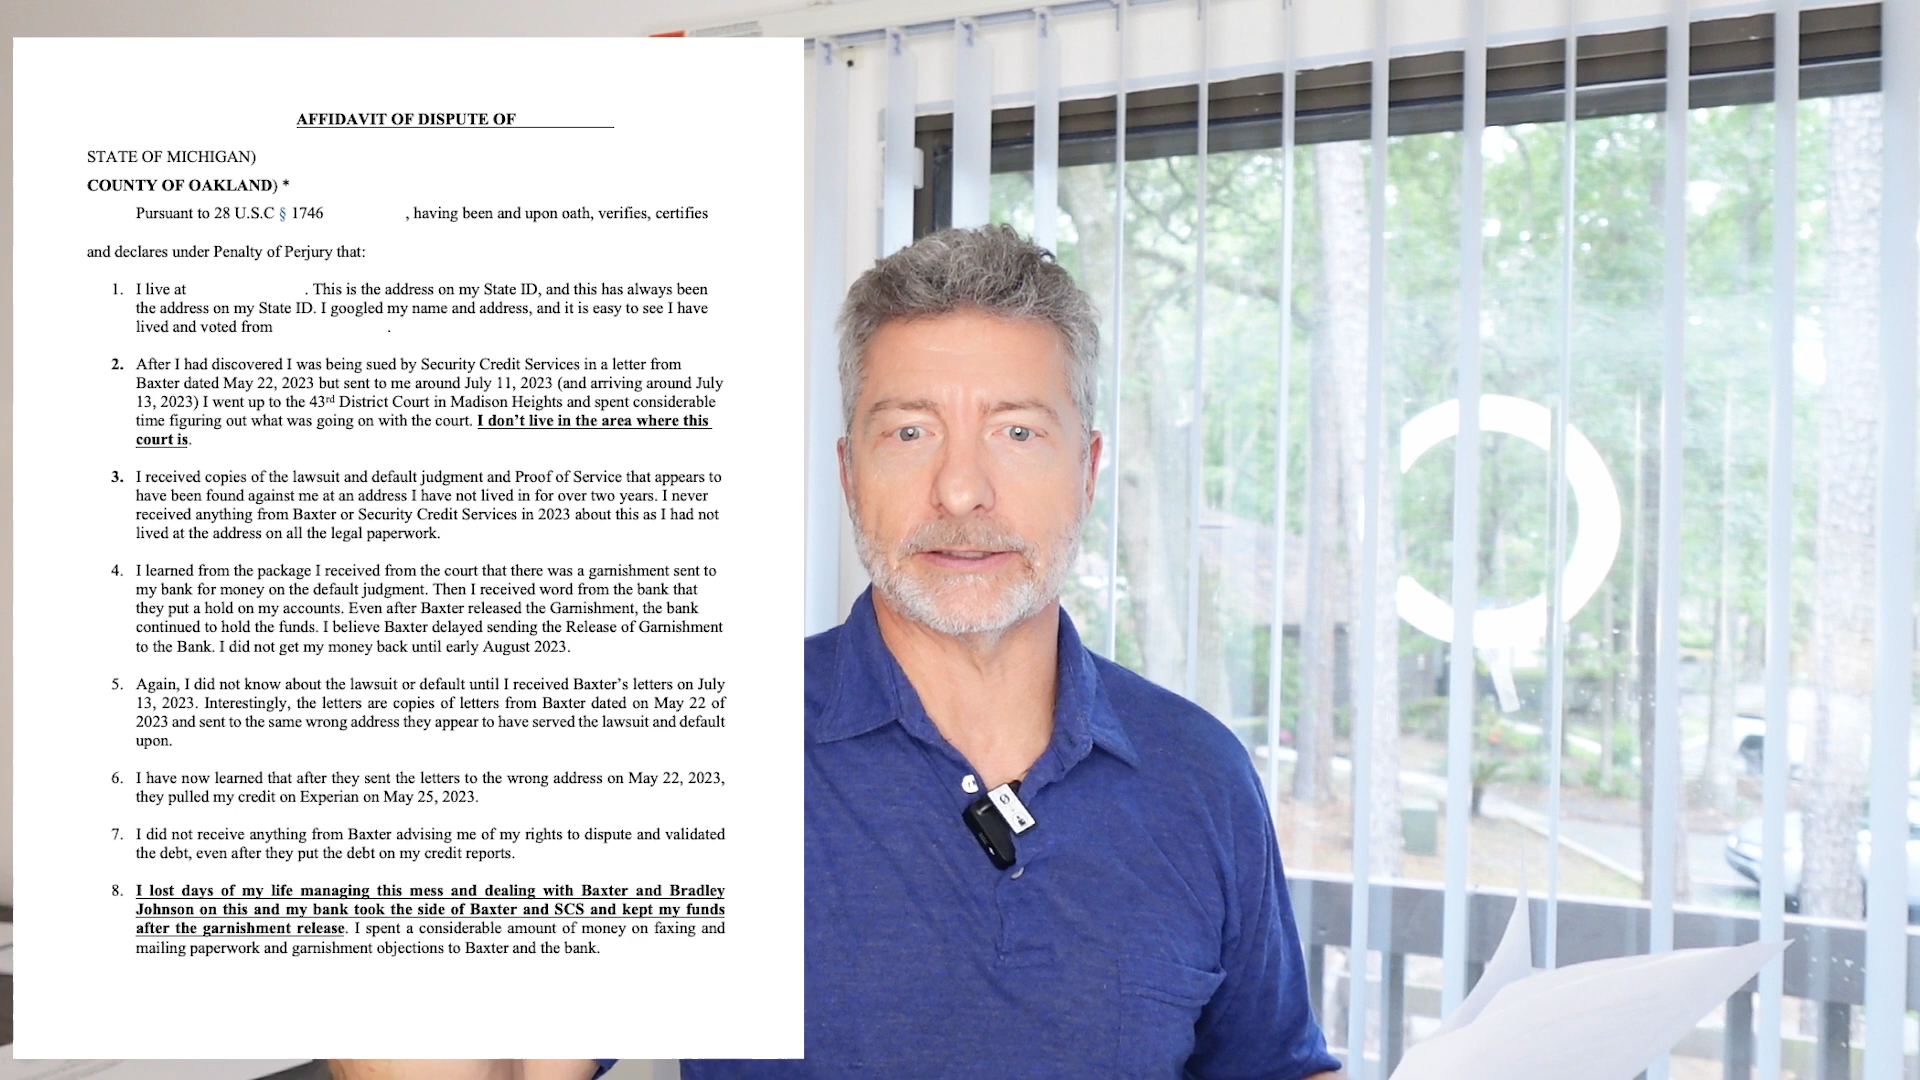 AFFIDAVIT OF DISPUTE OF
STATE OF MICHIGAN)
COUNTY OF OAKLAND) *
Pursuant to 28 U.S.C § 1746 , having been and upon oath, verifies, certifies
and declares under Penalty of Perjury that:
1. I live at . This is the address on my State ID, and this has always been
the address on my State ID. I googled my name and address, and it is easy to see I have
lived and voted from .
2. After I had discovered I was being sued by Security Credit Services in a letter from
Baxter dated May 22, 2023 but sent to me around July 11, 2023 (and arriving around July
13, 2023) I went up to the 43rd District Court in Madison Heights and spent considerable
time figuring out what was going on with the court. I don’t live in the area where this
court is.
3. I received copies of the lawsuit and default judgment and Proof of Service that appears to
have been found against me at an address I have not lived in for over two years. I never
received anything from Baxter or Security Credit Services in 2023 about this as I had not
lived at the address on all the legal paperwork.
4. I learned from the package I received from the court that there was a garnishment sent to
my bank for money on the default judgment. Then I received word from the bank that
they put a hold on my accounts. Even after Baxter released the Garnishment, the bank
continued to hold the funds. I believe Baxter delayed sending the Release of Garnishment
to the Bank. I did not get my money back until early August 2023.
5. Again, I did not know about the lawsuit or default until I received Baxter’s letters on July
13, 2023. Interestingly, the letters are copies of letters from Baxter dated on May 22 of
2023 and sent to the same wrong address they appear to have served the lawsuit and default
upon.
6. I have now learned that after they sent the letters to the wrong address on May 22, 2023,
they pulled my credit on Experian on May 25, 2023.
7. I did not receive anything from Baxter advising me of my rights to dispute and validated
the debt, even after they put the debt on my credit reports.
8. I lost days of my life managing this mess and dealing with Baxter and Bradley
Johnson on this and my bank took the side of Baxter and SCS and kept my funds
after the garnishment release. I spent a considerable amount of money on faxing and
mailing paperwork and garnishment objections to Baxter and the bank.